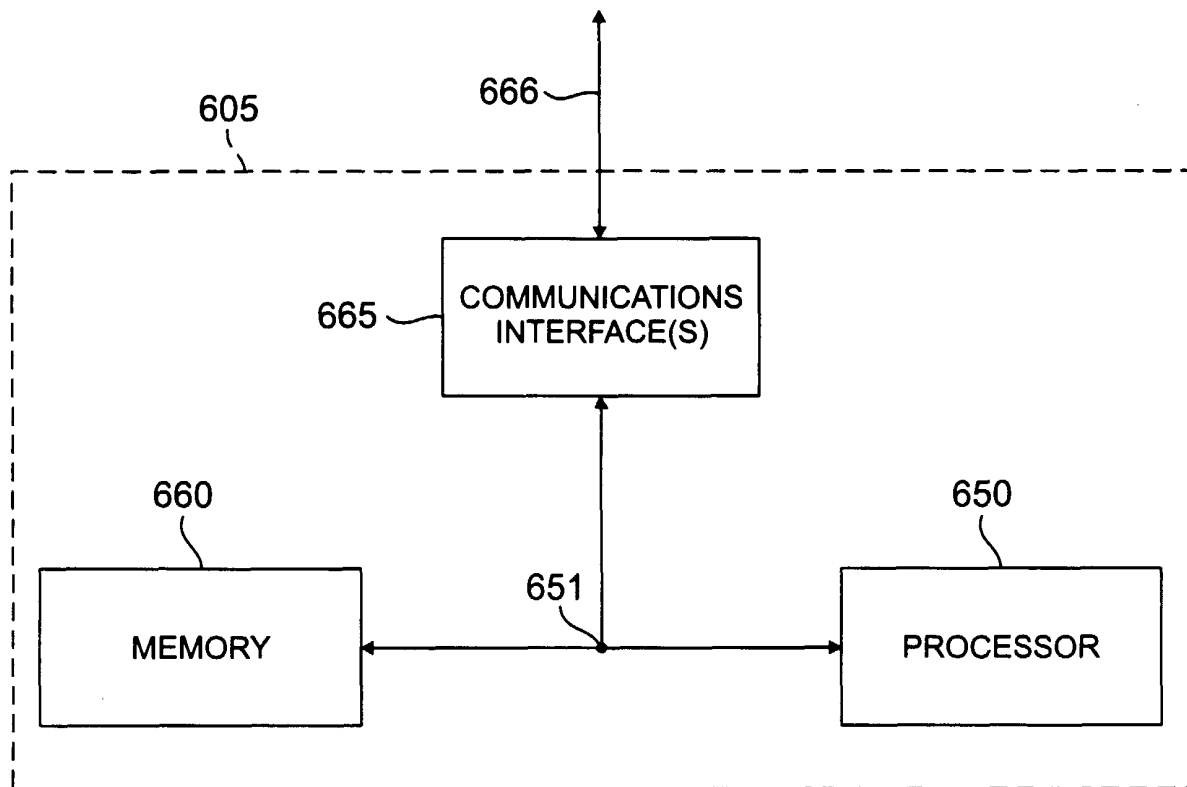 666
605
COMMUNICATIONS
INTERFACE(S)
665
660
650
651
MEMORY
PROCESSOR